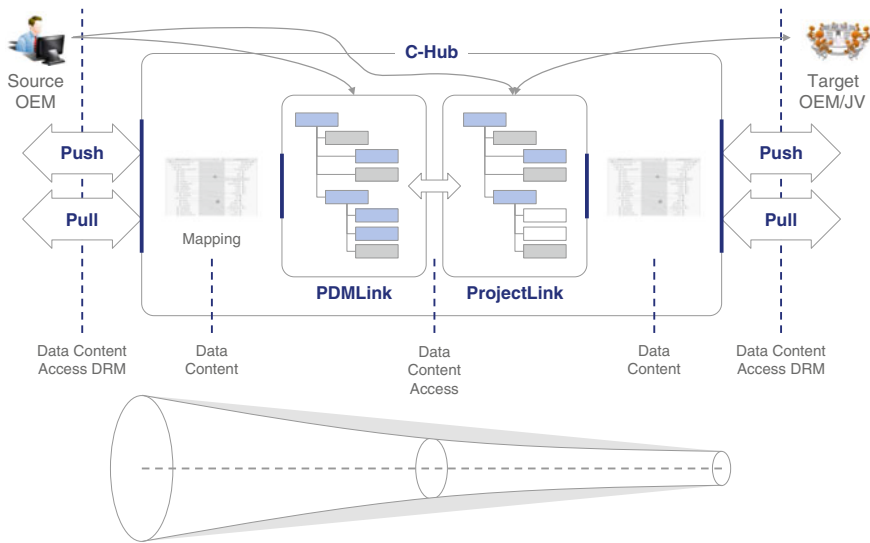 C-Hub
Source
OEM
Target
OEM/JV
Push
Push
Pull
Pull
Mapping
PDMLink
ProjectLink
Data Content
Access DRM
Data
Content
Data
Content
Access
Data
Content
Data Content
Access DRM